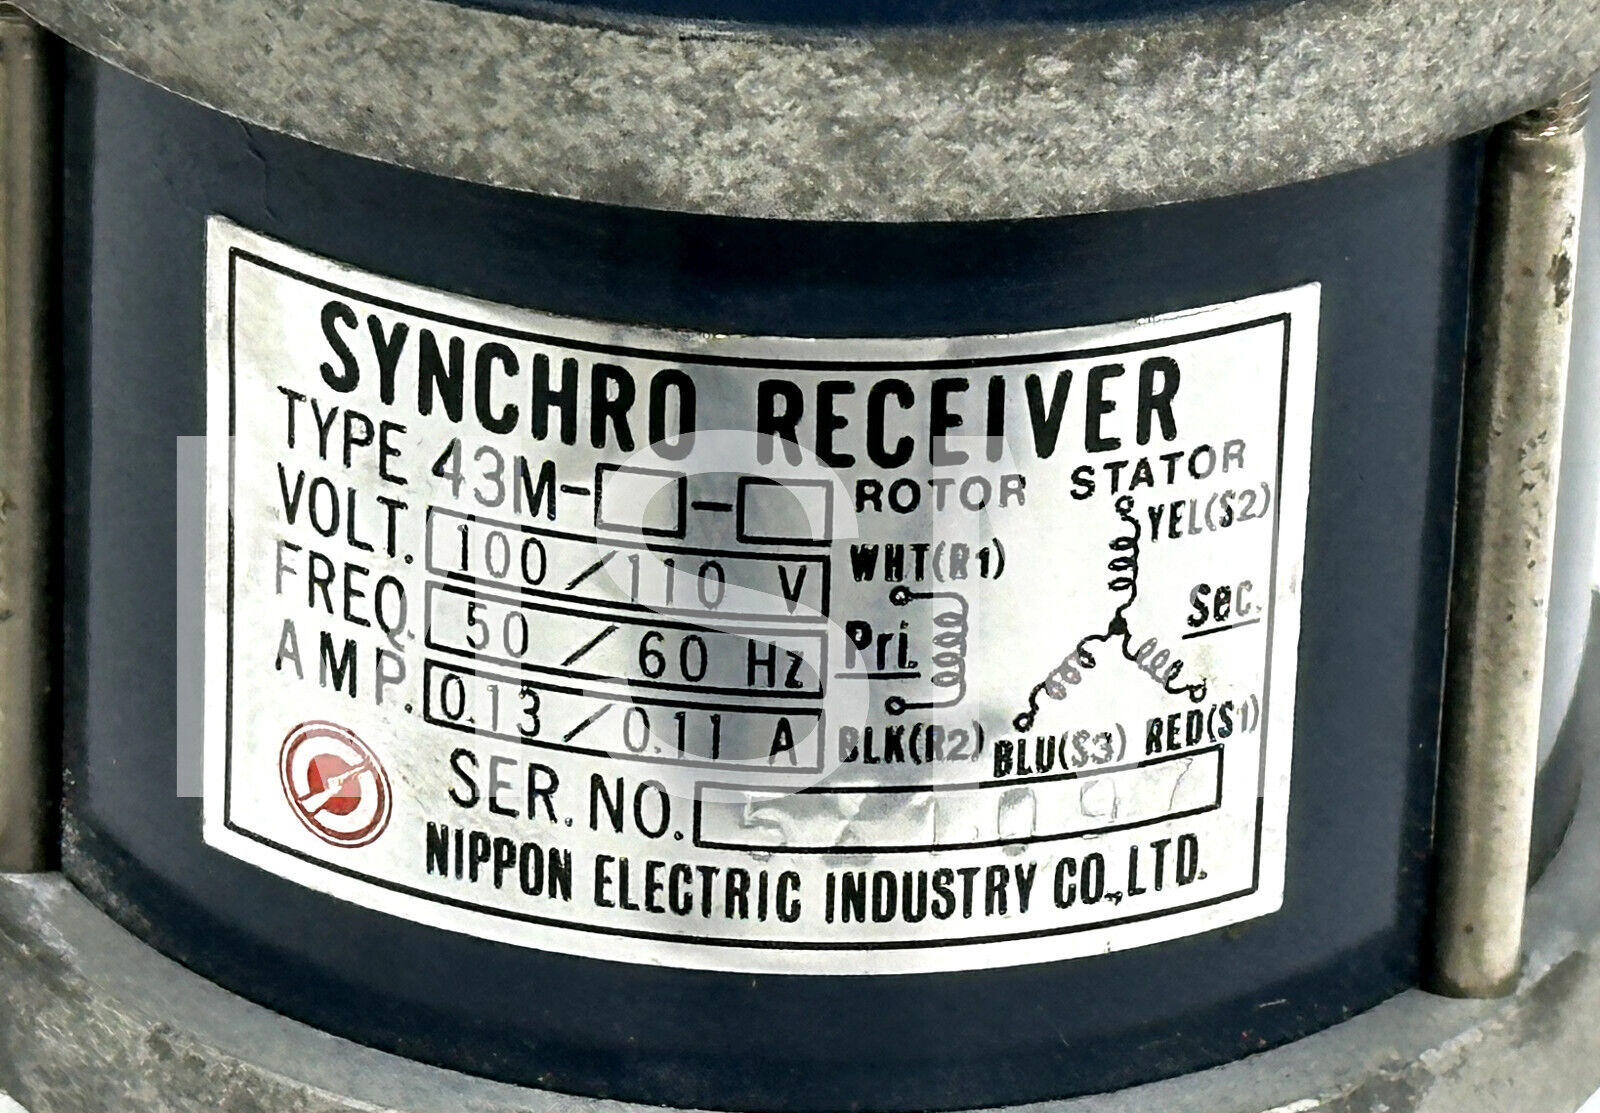 SYNCHRO RECEIVER
TYPE 43M-□-□
VOLT. 100/110 V
FREQ. 50/60 Hz
AMP. 0.13/0.11 A
ROTOR STATOR
WHT(R1) YEL(S2)
Pri. Sec.
BLK(R2) BLU(S3) RED(S1)
SER. NO.
NIPPON ELECTRIC INDUSTRY CO., LTD.